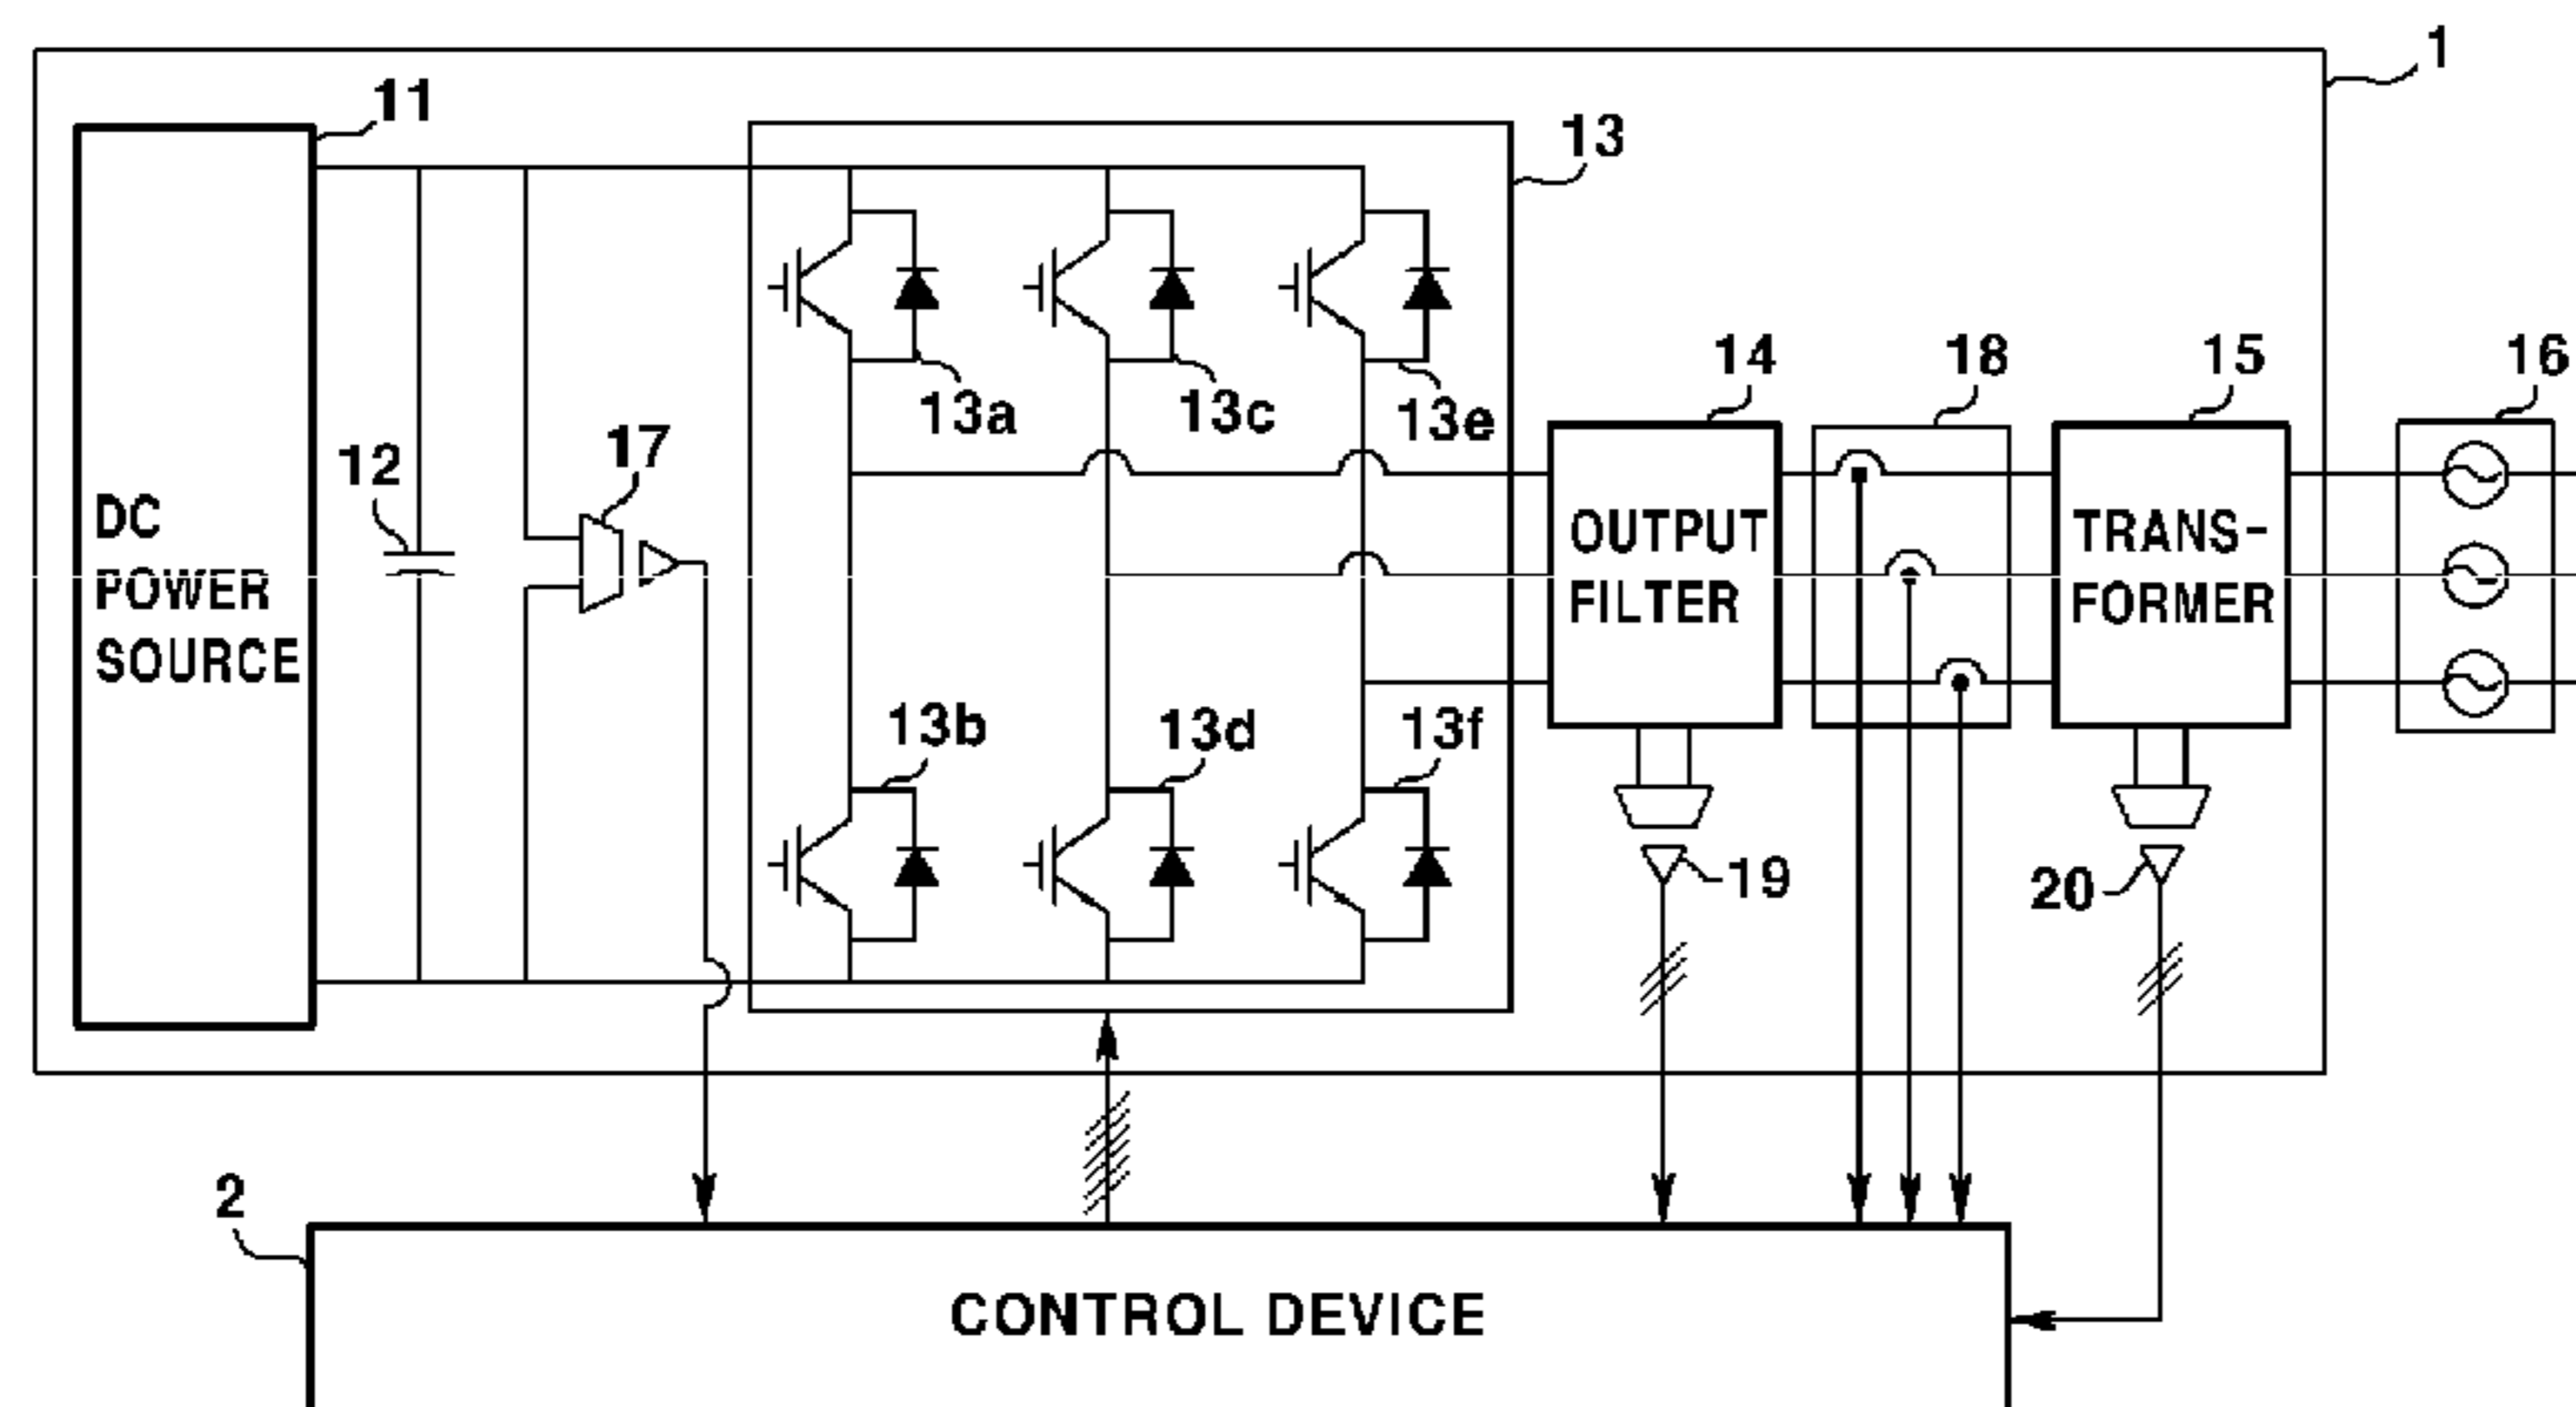 1
11
13
13a
13c
13e
14
18
15
16
12
17
DC
POWER
SOURCE
OUTPUT
FILTER
TRANS-
FORMER
13b
13d
13f
19
20
2
CONTROL DEVICE